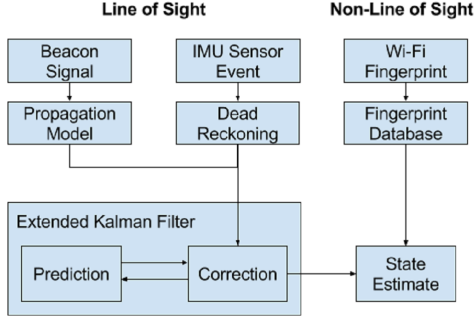 Line of Sight
Non-Line of Sight
Beacon
Signal
IMU Sensor
Event
Wi-Fi
Fingerprint
Propagation
Model
Dead
Reckoning
Fingerprint
Database
Extended Kalman Filter
Prediction
Correction
State
Estimate